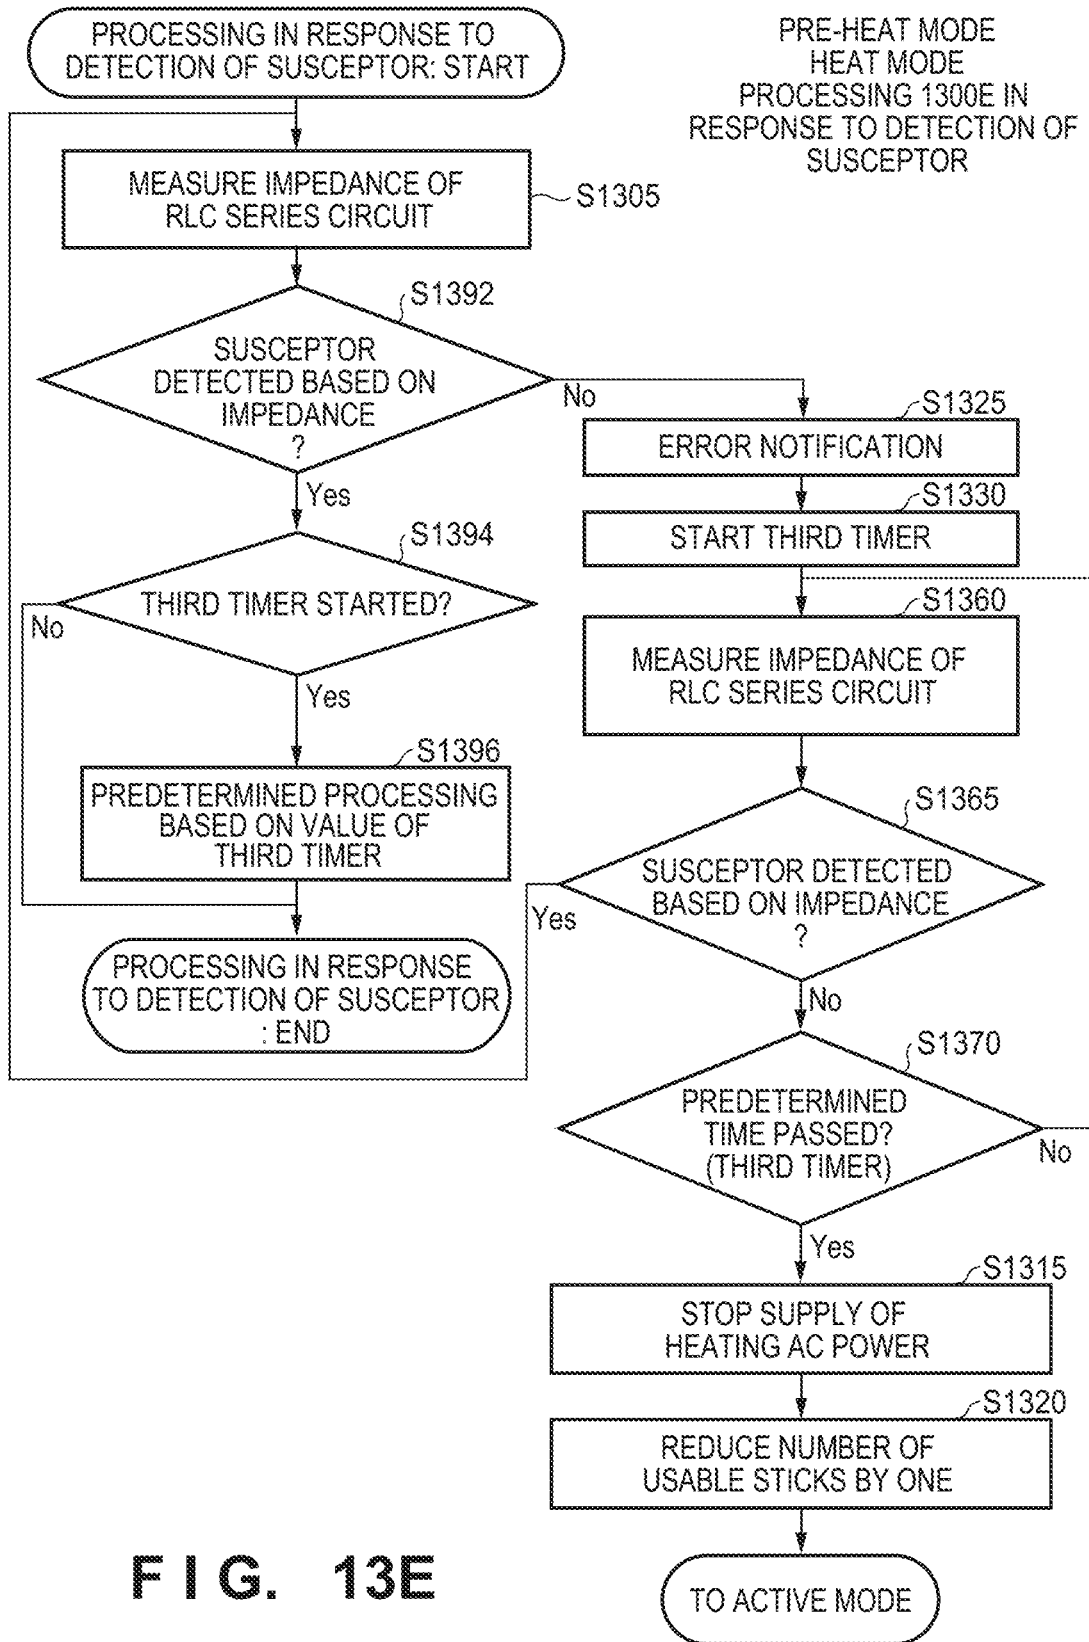 PROCESSING IN RESPONSE TO
DETECTION OF SUSCEPTOR: START
PRE-HEAT MODE
HEAT MODE
PROCESSING 1300E IN
RESPONSE TO DETECTION OF
SUSCEPTOR
MEASURE IMPEDANCE OF
RLC SERIES CIRCUIT
S1305
S1392
SUSCEPTOR
DETECTED BASED ON
IMPEDANCE
?
No
Yes
S1394
THIRD TIMER STARTED?
No
Yes
S1396
PREDETERMINED PROCESSING
BASED ON VALUE OF
THIRD TIMER
PROCESSING IN RESPONSE
TO DETECTION OF SUSCEPTOR
: END
S1325
ERROR NOTIFICATION
S1330
START THIRD TIMER
S1360
MEASURE IMPEDANCE OF
RLC SERIES CIRCUIT
S1365
SUSCEPTOR DETECTED
BASED ON IMPEDANCE
?
Yes
No
S1370
PREDETERMINED
TIME PASSED?
(THIRD TIMER)
No
Yes
S1315
STOP SUPPLY OF
HEATING AC POWER
S1320
REDUCE NUMBER OF
USABLE STICKS BY ONE
TO ACTIVE MODE
FIG. 13E